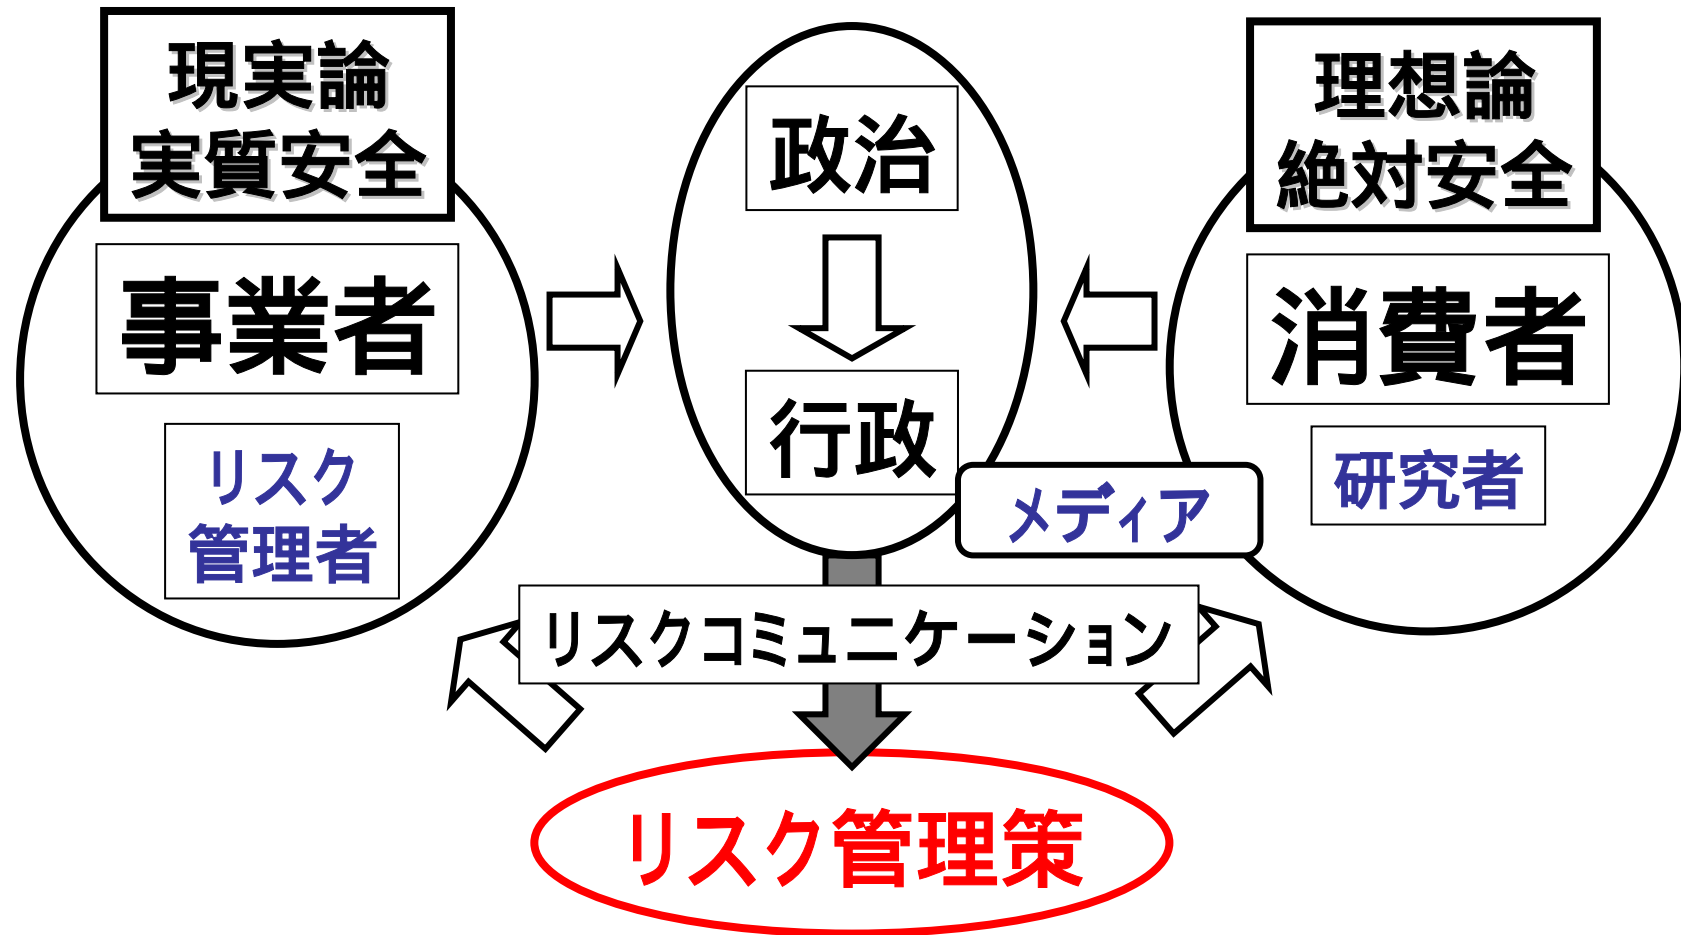 現実論
実質安全
事業者
リスク
管理者
政治
行政
理想論
絶対安全
消費者
研究者
メディア
リスクコミュニケーション
リスク管理策